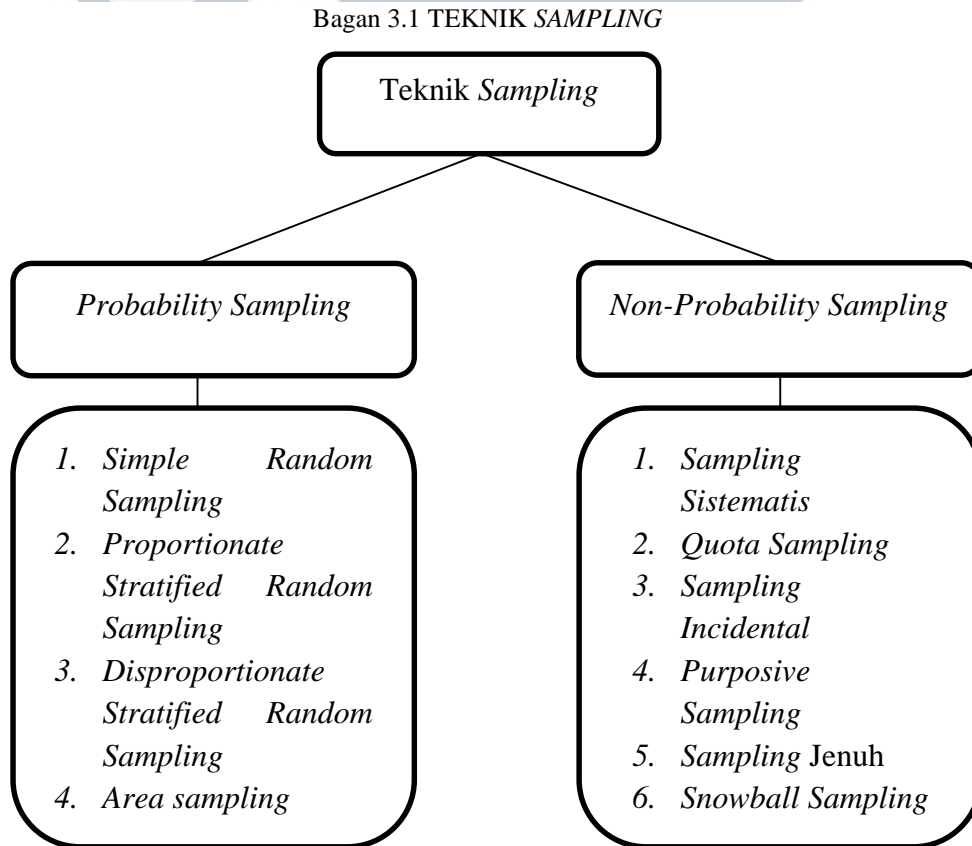 Bagan 3.1 TEKNIK SAMPLING
Teknik Sampling
Probability Sampling
Non-Probability Sampling
1. Simple Random
Sampling
2. Proportionate
Stratified Random
Sampling
3. Disproportionate
Stratified Random
Sampling
4. Area sampling
1. Sampling
Sistematis
2. Quota Sampling
3. Sampling
Incidental
4. Purposive
Sampling
5. Sampling Jenuh
6. Snowball Sampling